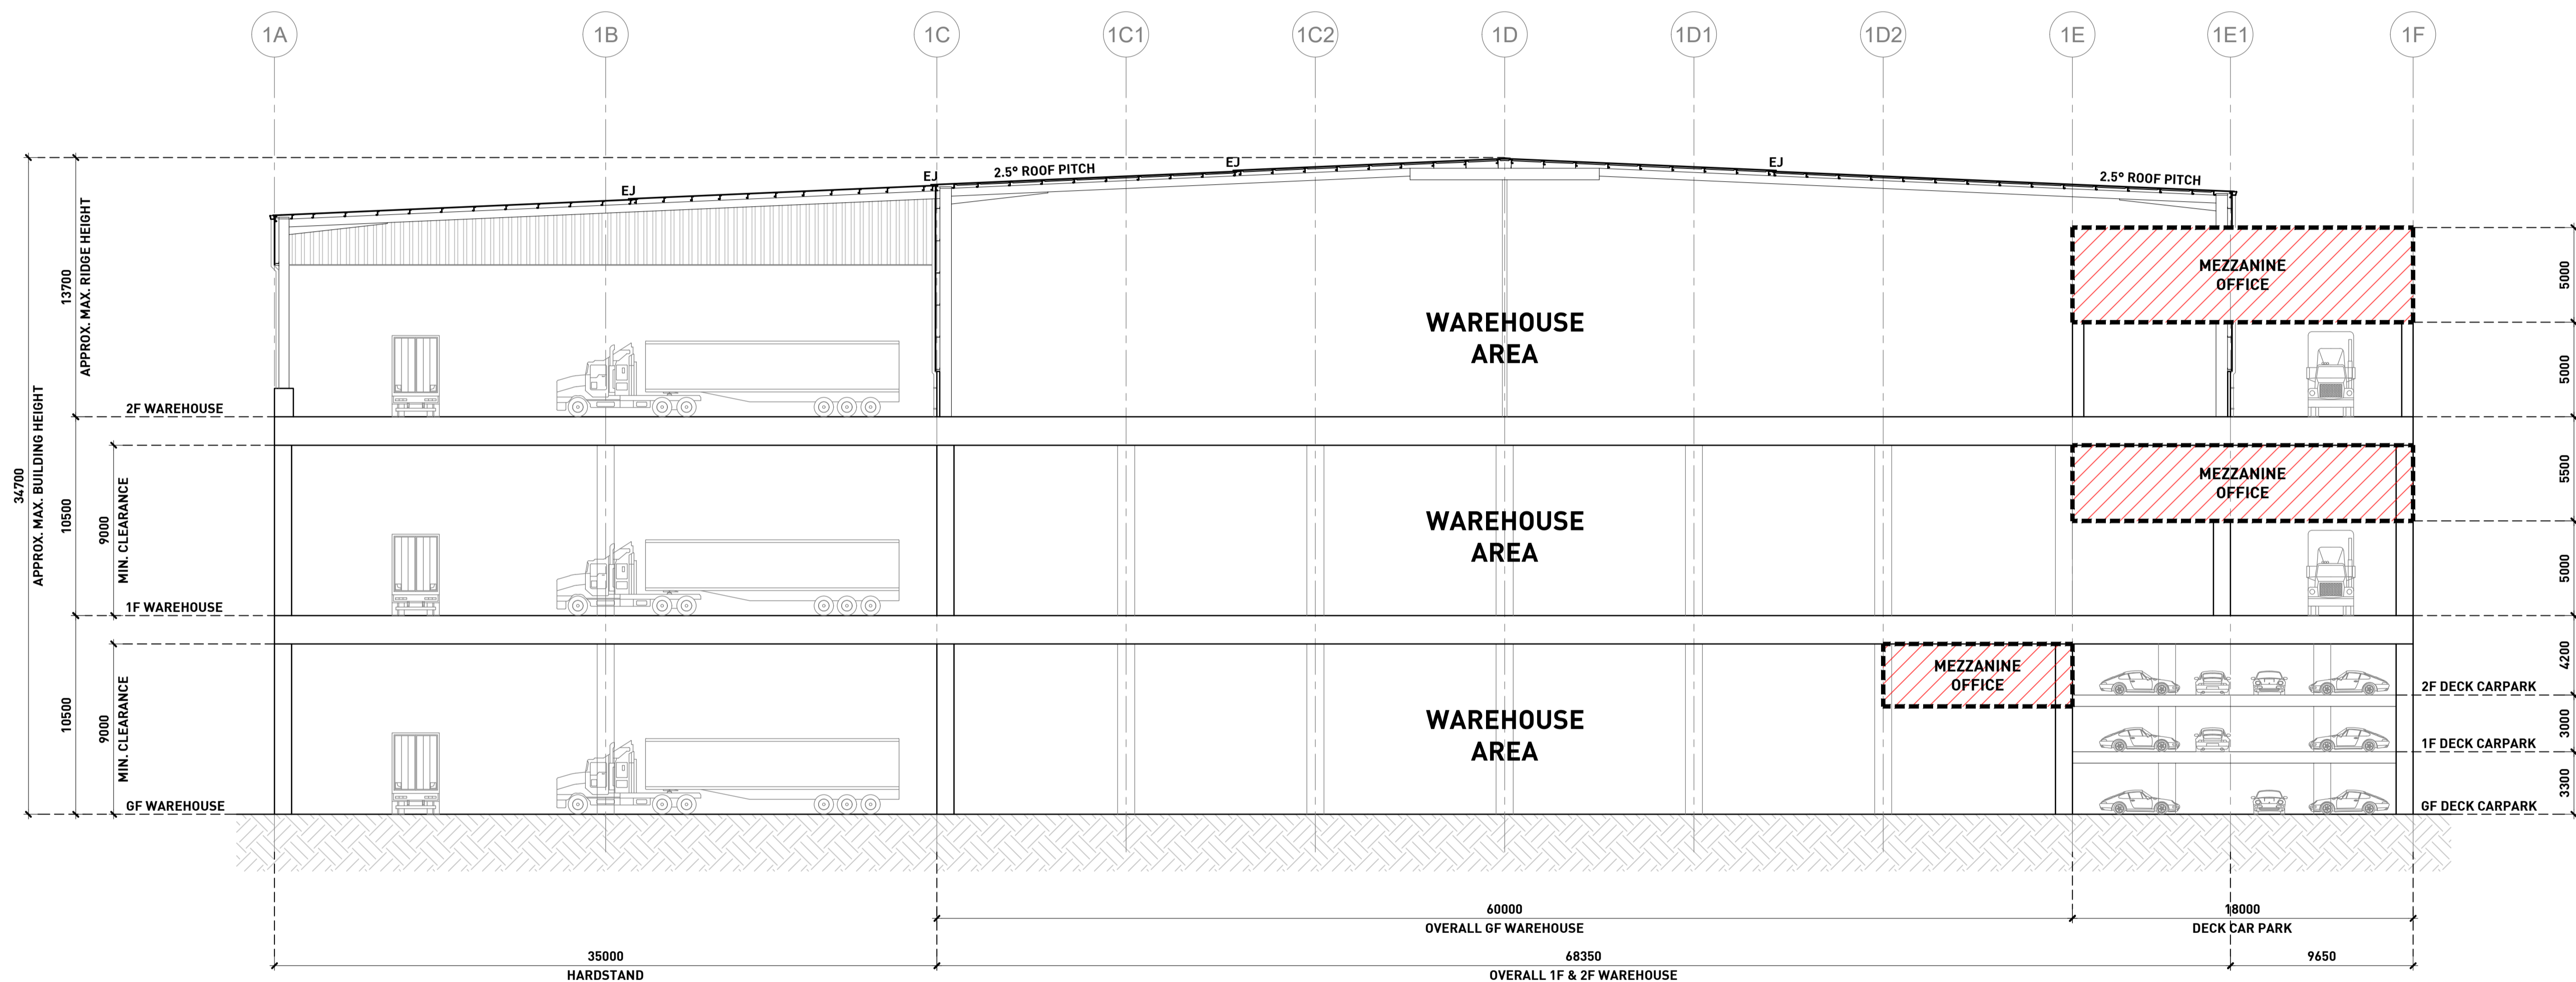 1A 1B 1C 1C1 1C2 1D 1D1 1D2 1E 1E1 1F
EJ EJ EJ EJ
2.5° ROOF PITCH
2.5° ROOF PITCH
34700
APPROX. MAX. BUILDING HEIGHT
13700
APPROX. MAX. RIDGE HEIGHT
MEZZANINE
OFFICE
5000
WAREHOUSE
AREA
5000
2F WAREHOUSE
10500
9000
MIN. CLEARANCE
MEZZANINE
OFFICE
5500
WAREHOUSE
AREA
5000
1F WAREHOUSE
10500
9000
MIN. CLEARANCE
MEZZANINE
OFFICE
4200
2F DECK CARPARK
WAREHOUSE
AREA
3000
1F DECK CARPARK
3300
GF WAREHOUSE
GF DECK CARPARK
60000
OVERALL GF WAREHOUSE
18000
DECK CAR PARK
35000
HARDSTAND
68350
OVERALL 1F & 2F WAREHOUSE
9650